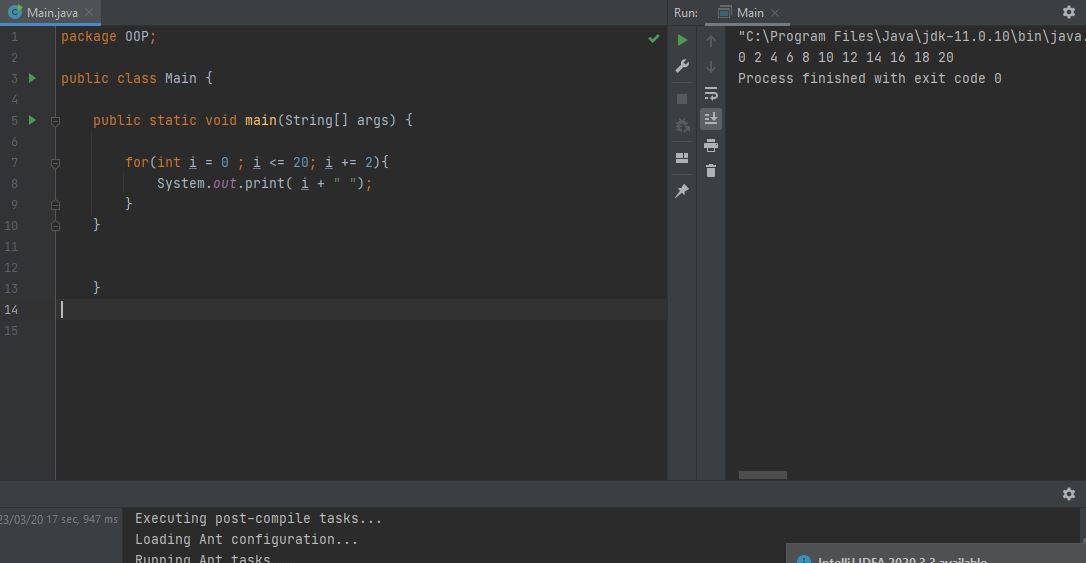 Main.java
Run: Main
1 package OOP;
2
3 public class Main {
4
5 public static void main(String[] args) {
6
7 for(int i = 0 ; i <= 20; i += 2){
8 System.out.print( i + " ");
9 }
10 }
11
12
13 }
14
15
"C:\Program Files\Java\jdk-11.0.10\bin\java.
0 2 4 6 8 10 12 14 16 18 20
Process finished with exit code 0
23/03/20 17 sec, 947 ms
Executing post-compile tasks...
Loading Ant configuration...
Running Ant tasks
IntelliJ IDEA 2020.3.3 available